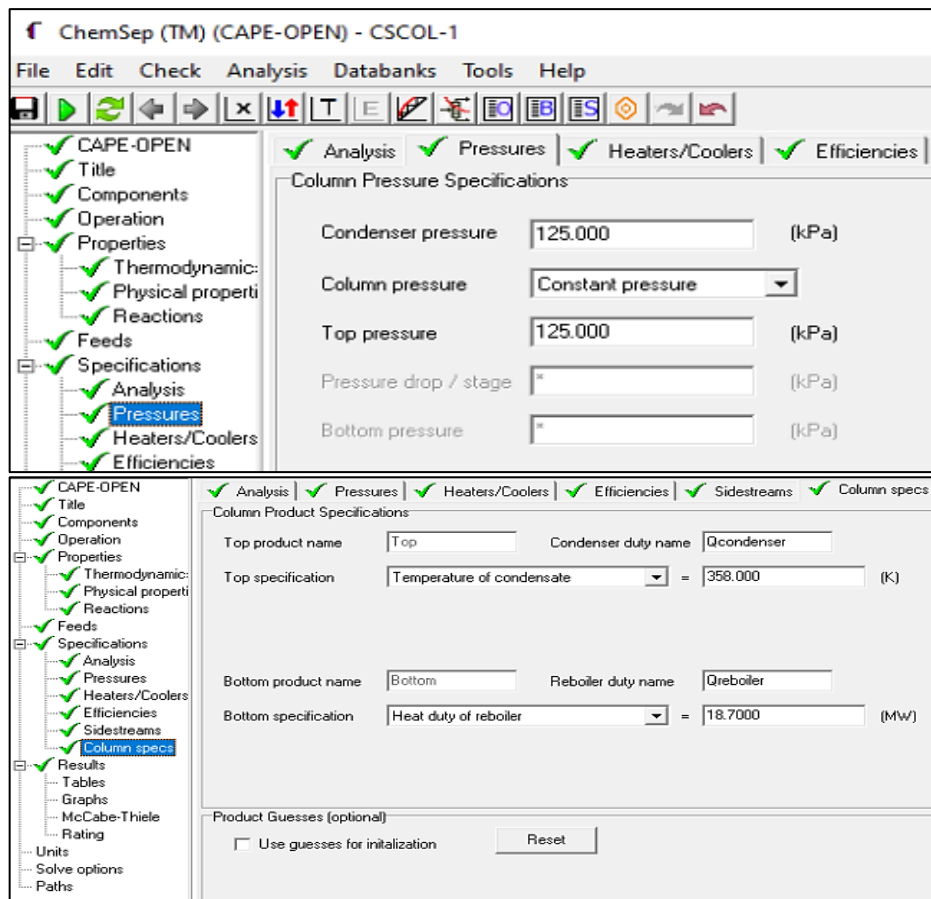 ChemSep (TM) (CAPE-OPEN) - CSCOL-1
File Edit Check Analysis Databanks Tools Help
T E O B S
CAPE-OPEN
Title
Components
Operation
Properties
Thermodynamic:
Physical properti
Reactions
Feeds
Specifications
Analysis
Pressures
Heaters/Coolers
Efficiencies
Analysis Pressures Heaters/Coolers Efficiencies
Column Pressure Specifications
Condenser pressure 125.000 (kPa)
Column pressure Constant pressure
Top pressure 125.000 (kPa)
Pressure drop / stage * (kPa)
Bottom pressure * (kPa)
CAPE-OPEN
Title
Components
Operation
Properties
Thermodynamic:
Physical properti
Reactions
Feeds
Specifications
Analysis
Pressures
Heaters/Coolers
Efficiencies
Sidestreams
Column specs
Results
Tables
Graphs
McCabe-Thiele
Rating
Units
Solve options
Paths
Analysis Pressures Heaters/Coolers Efficiencies Sidestreams Column specs
Column Product Specifications
Top product name Top Condenser duty name Qcondenser
Top specification Temperature of condensate = 358.000 (K)
Bottom product name Bottom Reboiler duty name Qreboiler
Bottom specification Heat duty of reboiler = 18.7000 (MW)
Product Guesses (optional)
Use guesses for initalization Reset